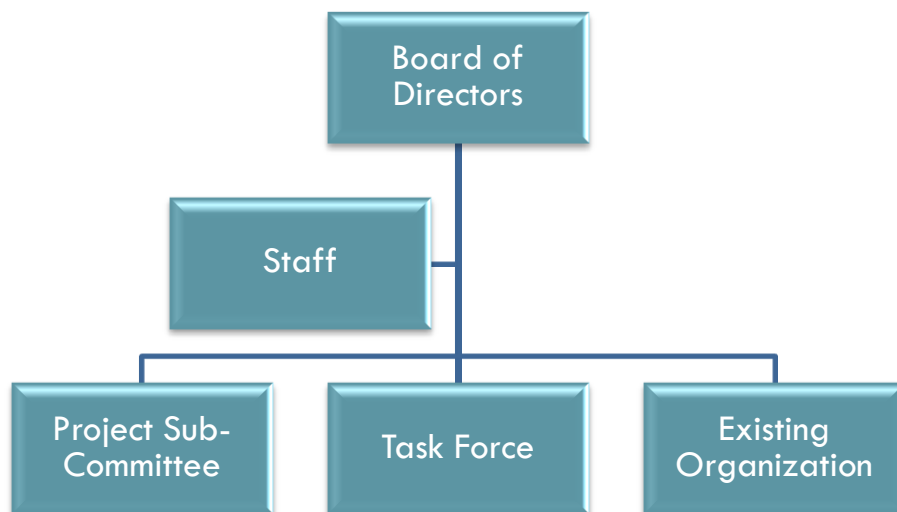 Board of
Directors
Staff
Project Sub-
Committee
Task Force
Existing
Organization